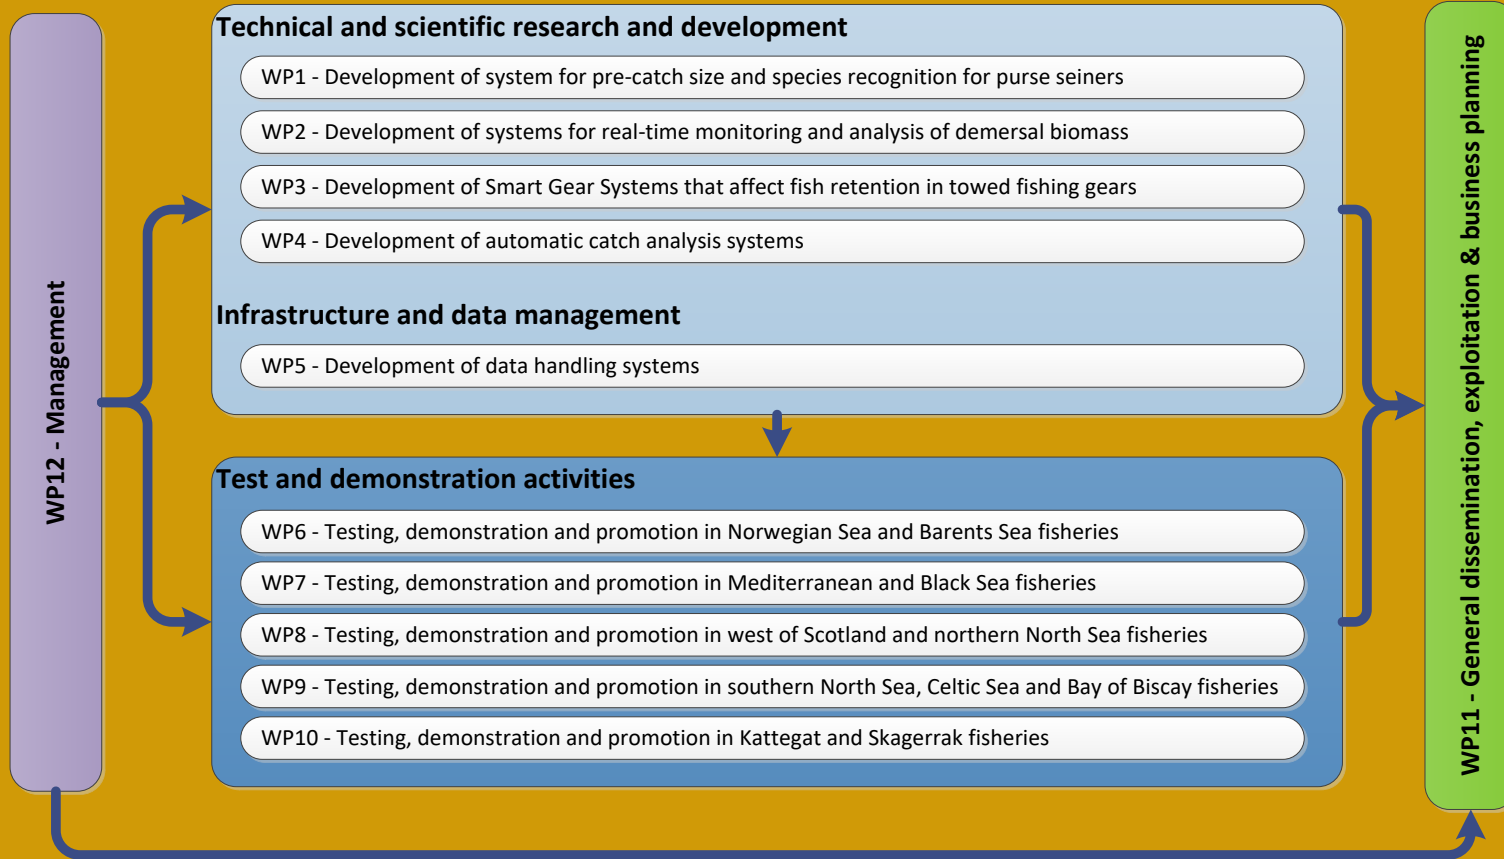 WP12 - Management
Technical and scientific research and development
WP1 - Development of system for pre-catch size and species recognition for purse seiners
WP2 - Development of systems for real-time monitoring and analysis of demersal biomass
WP3 - Development of Smart Gear Systems that affect fish retention in towed fishing gears
WP4 - Development of automatic catch analysis systems
Infrastructure and data management
WP5 - Development of data handling systems
Test and demonstration activities
WP6 - Testing, demonstration and promotion in Norwegian Sea and Barents Sea fisheries
WP7 - Testing, demonstration and promotion in Mediterranean and Black Sea fisheries
WP8 - Testing, demonstration and promotion in west of Scotland and northern North Sea fisheries
WP9 - Testing, demonstration and promotion in southern North Sea, Celtic Sea and Bay of Biscay fisheries
WP10 - Testing, demonstration and promotion in Kattegat and Skagerrak fisheries
WP11 - General dissemination, exploitation & business planning